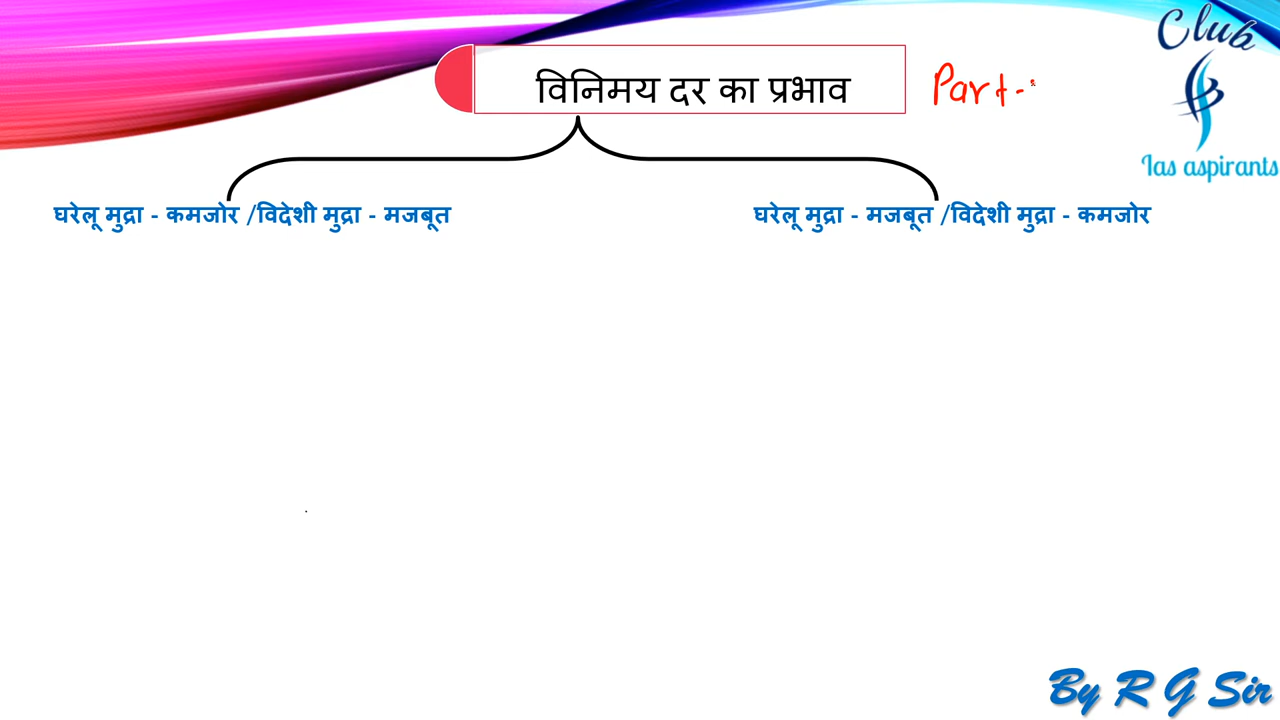 Club
विनिमय दर का प्रभाव
Part-
Ias aspirants
घरेलू मुद्रा - कमजोर /विदेशी मुद्रा - मजबूत
घरेलू मुद्रा - मजबूत /विदेशी मुद्रा - कमजोर
By R G Sir